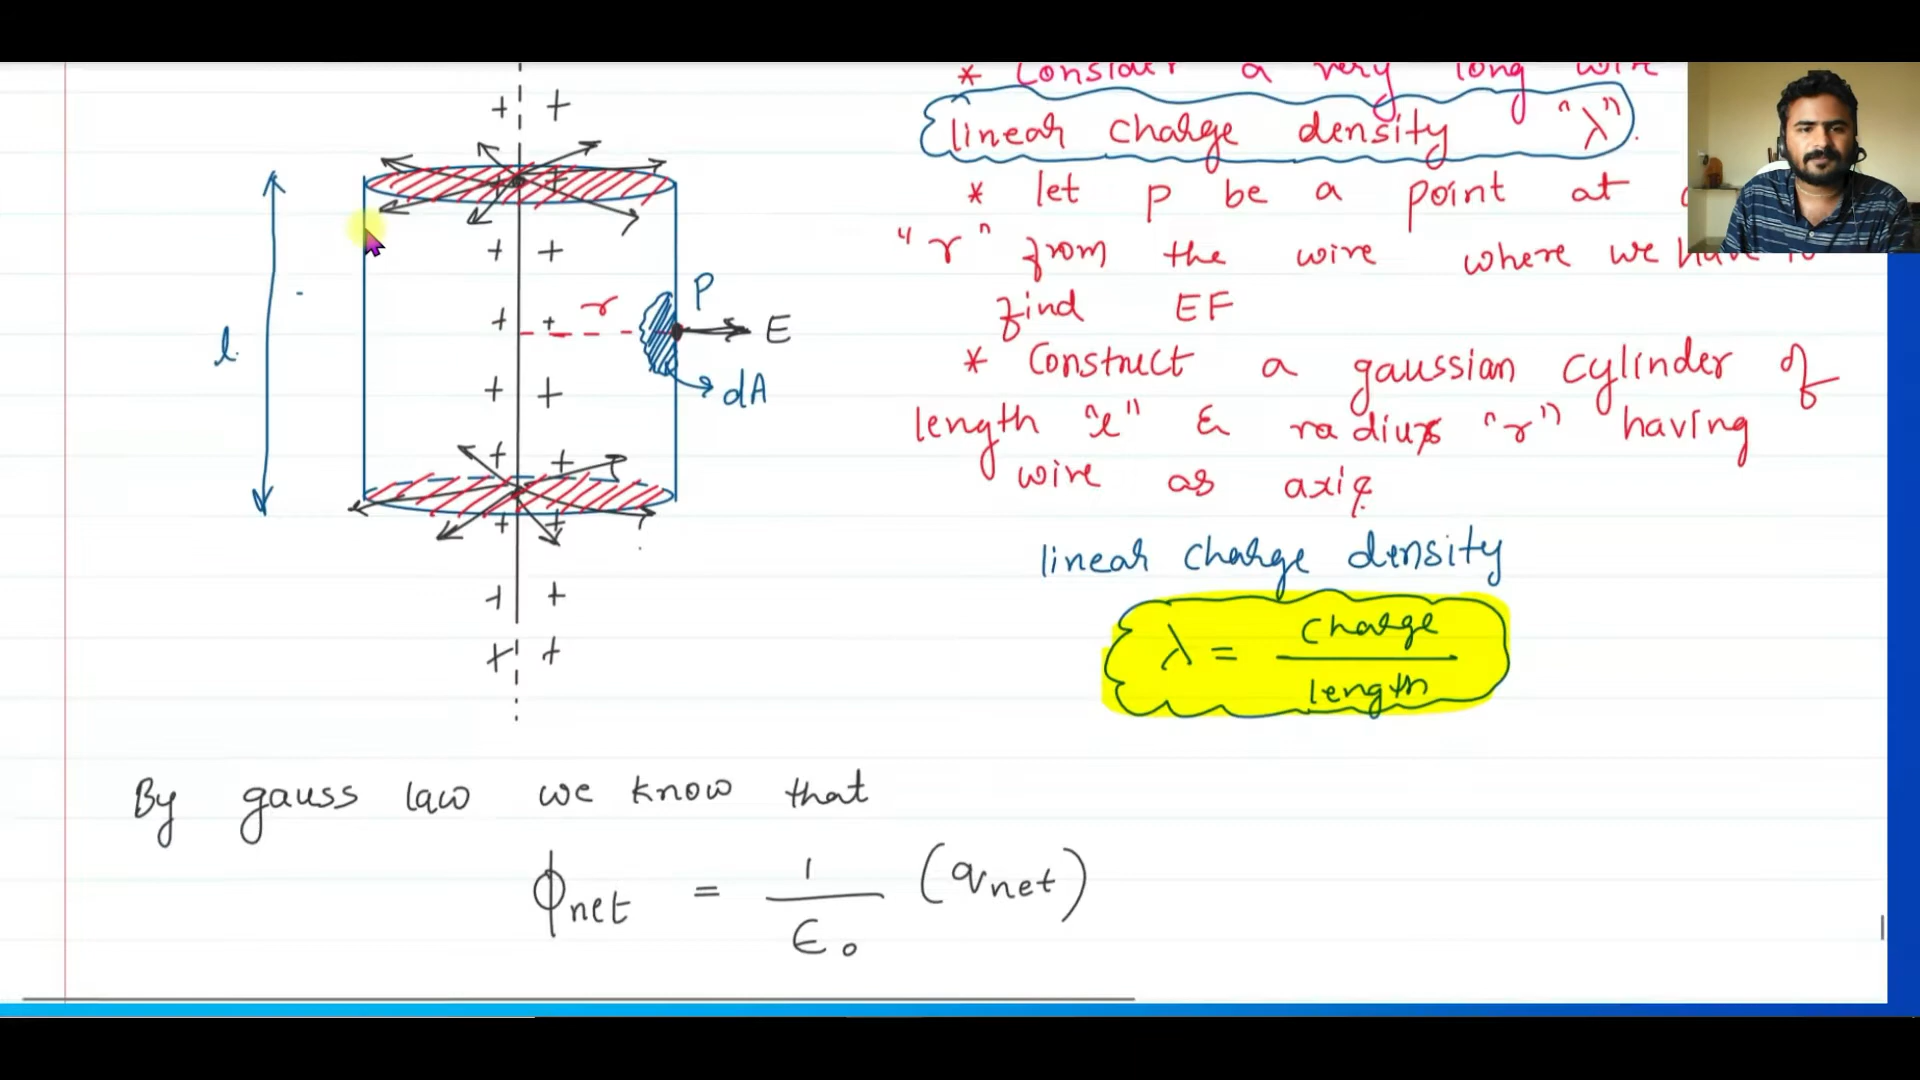 * Consider a very long wire
linear charge density "λ".
* let p be a point at
"r" from the wire where we have to
find EF
* Construct a gaussian cylinder of
length "l" & radius "r" having
wire as axis
linear charge density
λ = charge / length
+ +
+
+ +
+ +
r
P
E
l
+ +
dA
+ +
+ +
+ +
+ +
By gauss law we know that
ϕnet = 1/ϵ₀ (qnet)